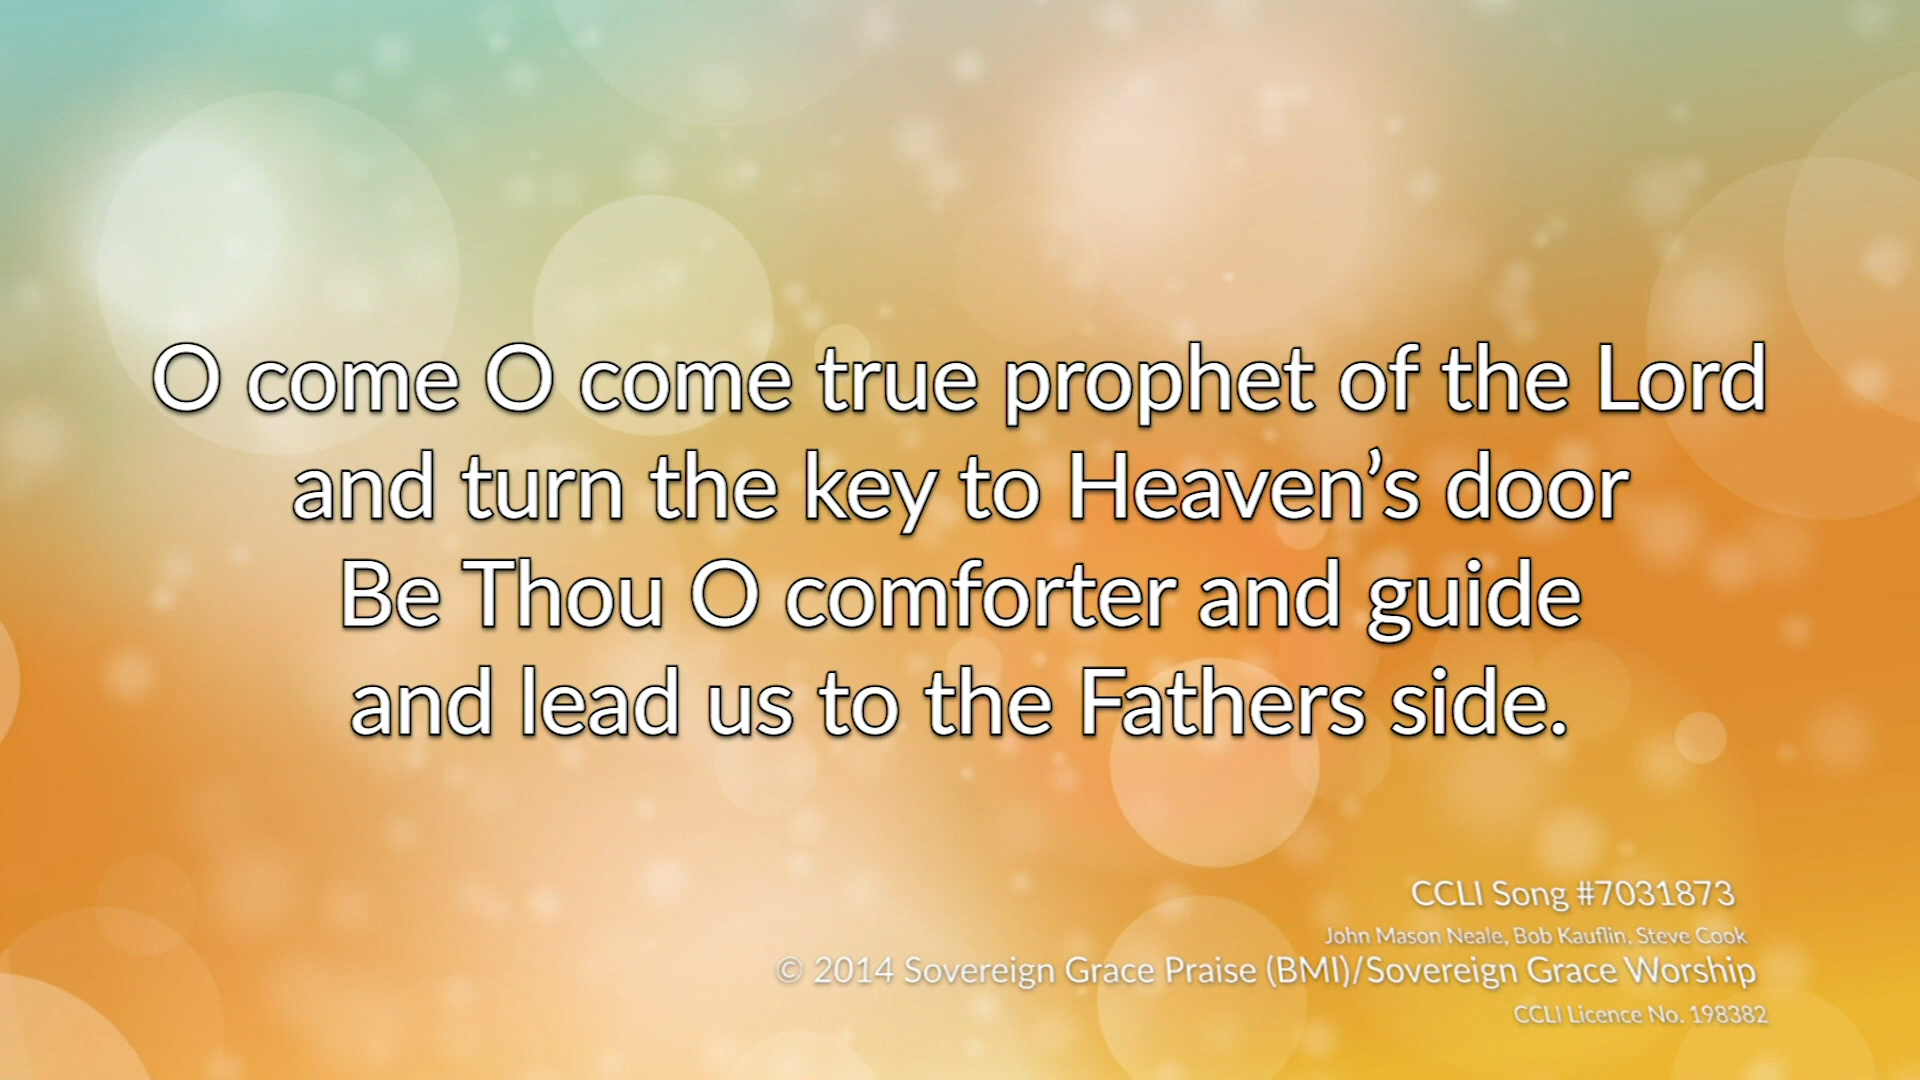 O come O come true prophet of the Lord
and turn the key to Heaven’s door
Be Thou O comforter and guide
and lead us to the Fathers side.
CCLI Song #7031873
John Mason Neale, Bob Kauflin, Steve Cook
© 2014 Sovereign Grace Praise (BMI)/Sovereign Grace Worship
CCLI Licence No. 198382